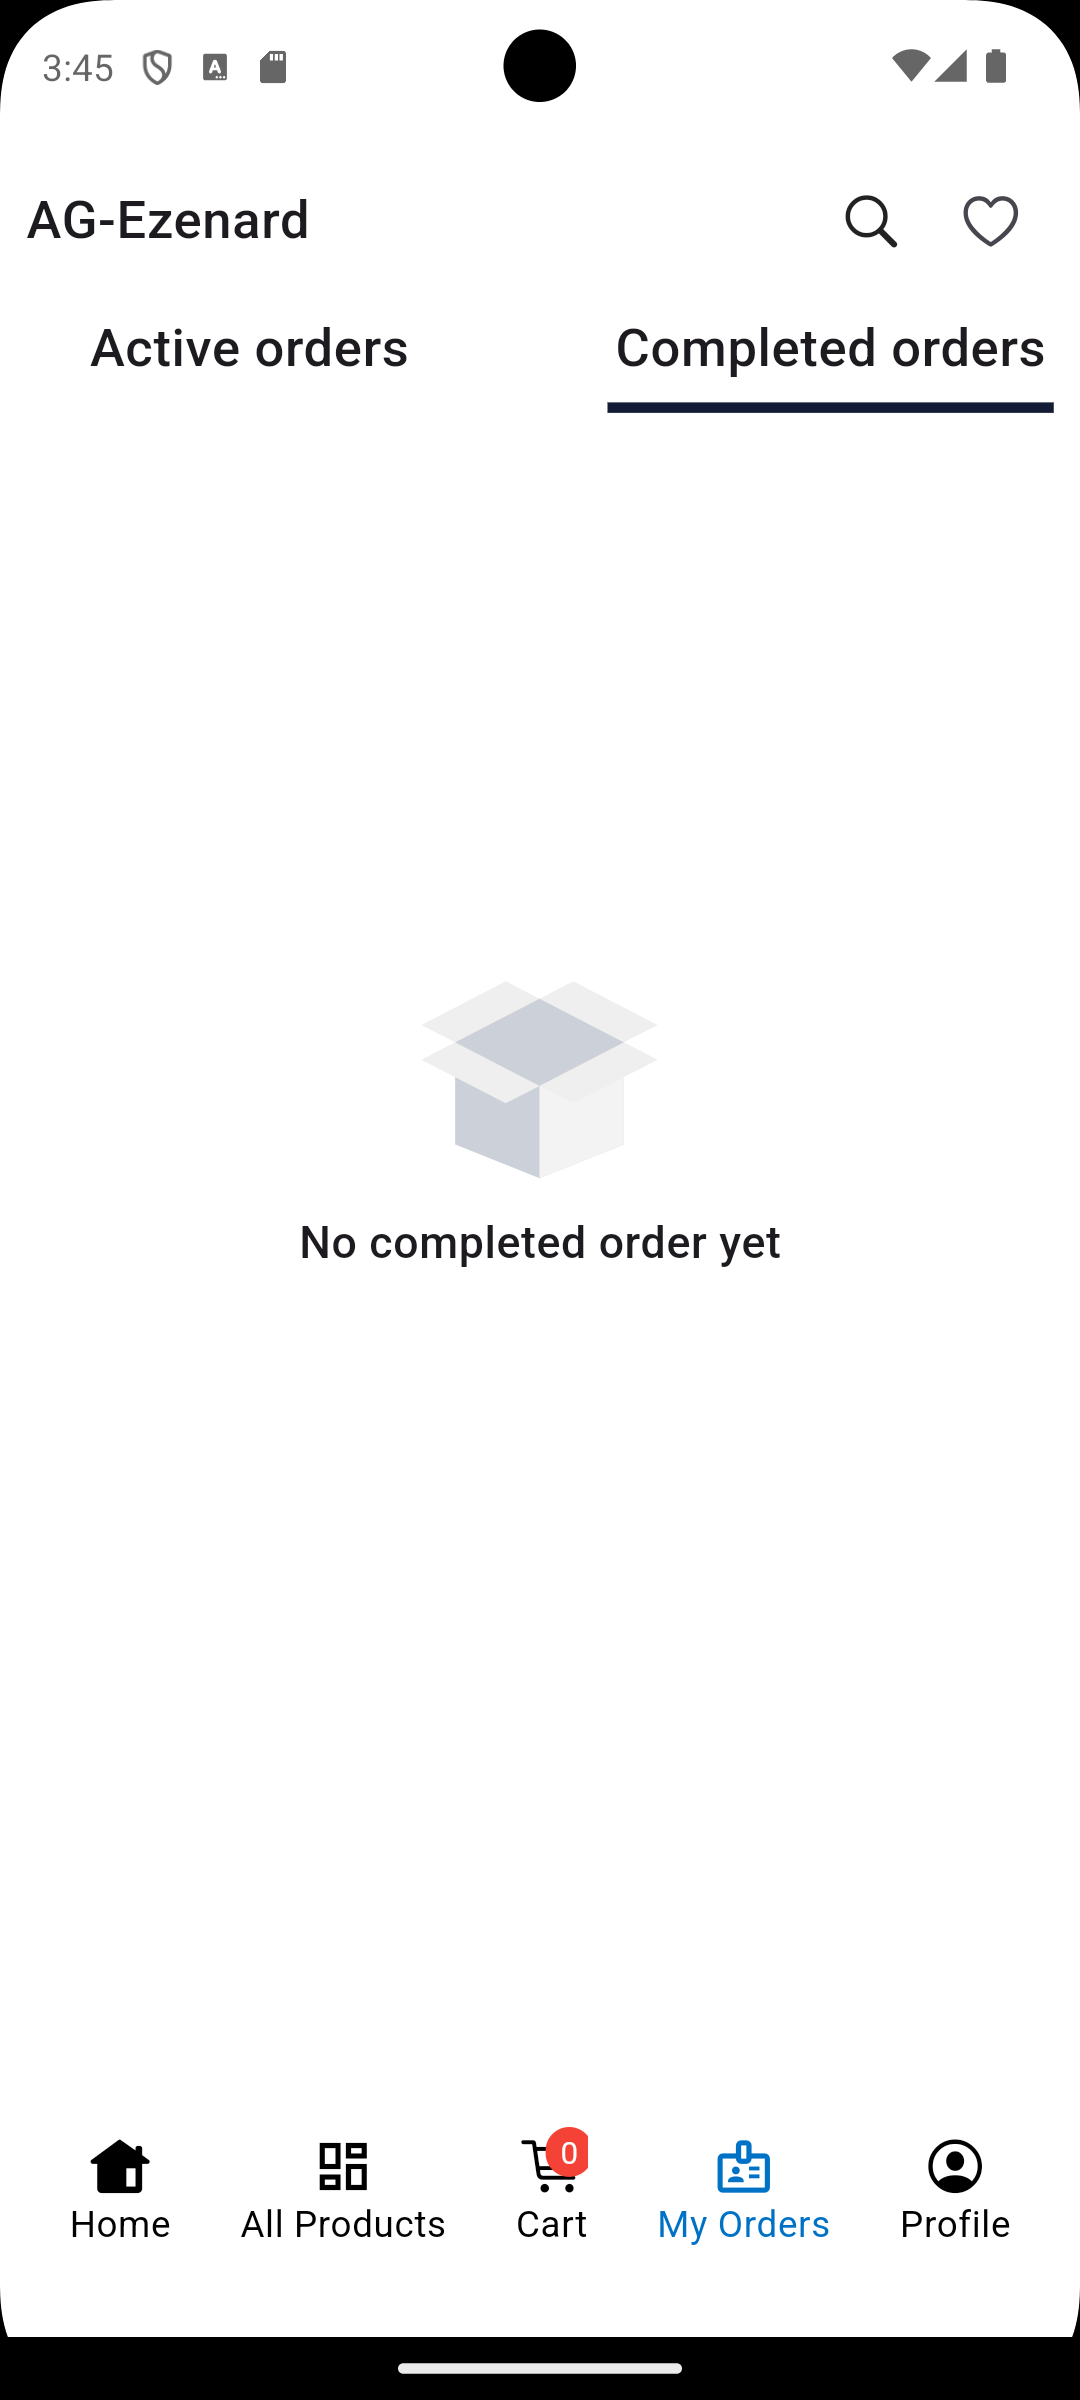 3:45
AG-Ezenard
Active orders
Completed orders
No completed order yet
0
Home
All Products
Cart
My Orders
Profile